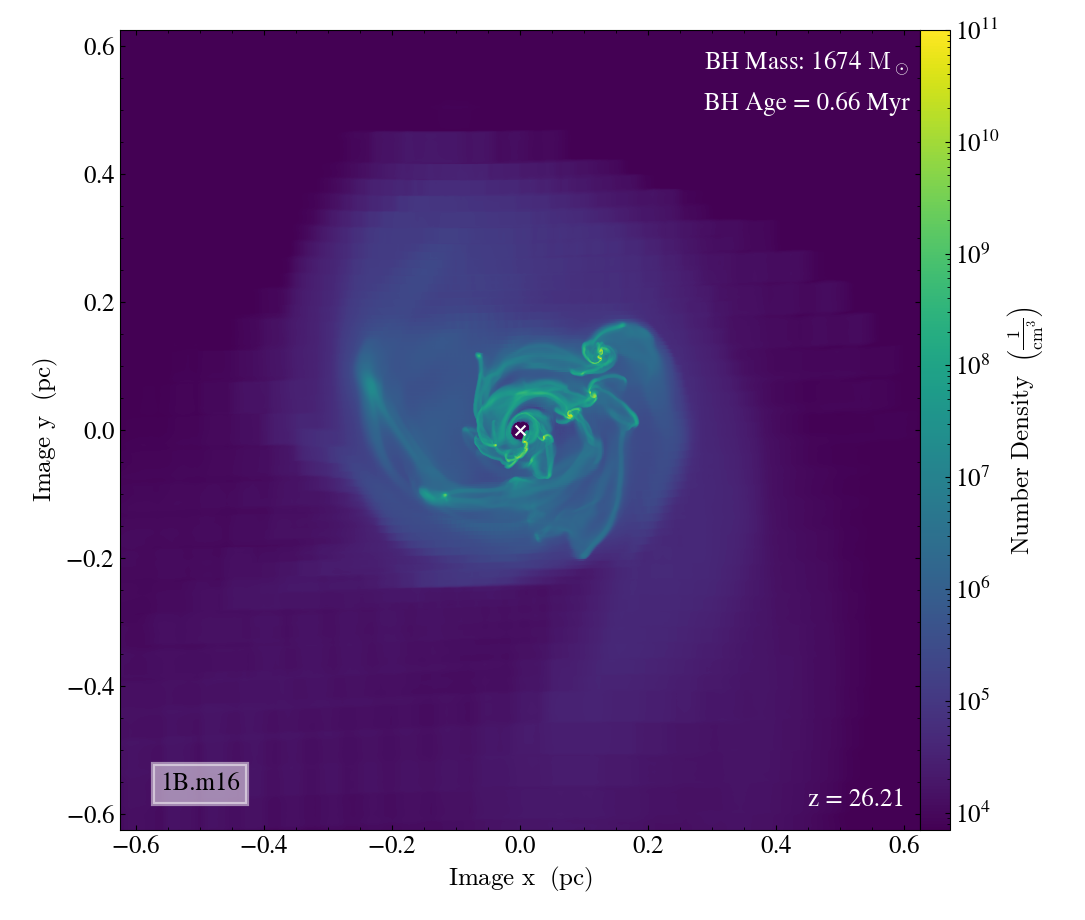 BH Mass: 1674 M⊙
BH Age = 0.66 Myr
1B.m16
z = 26.21
0.6
0.4
0.2
0.0
−0.2
−0.4
−0.6
Image y (pc)
−0.6 −0.4 −0.2 0.0 0.2 0.4 0.6
Image x (pc)
10¹¹
10¹⁰
10⁹
10⁸
10⁷
10⁶
10⁵
10⁴
Number Density (1/cm³)